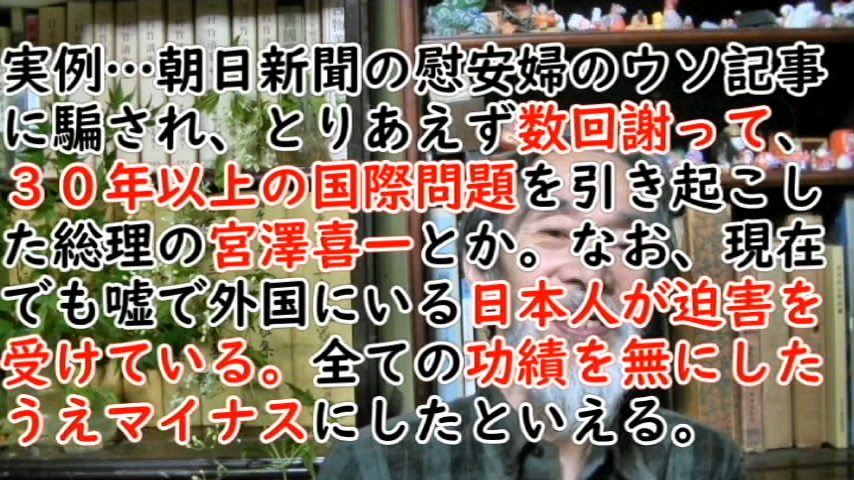 実例…朝日新聞の慰安婦のウソ記事
に騙され、とりあえず数回謝って、
３０年以上の国際問題を引き起こし
た総理の宮澤喜一とか。なお、現在
でも嘘で外国にいる日本人が迫害を
受けている。全ての功績を無にした
うえマイナスにしたといえる。